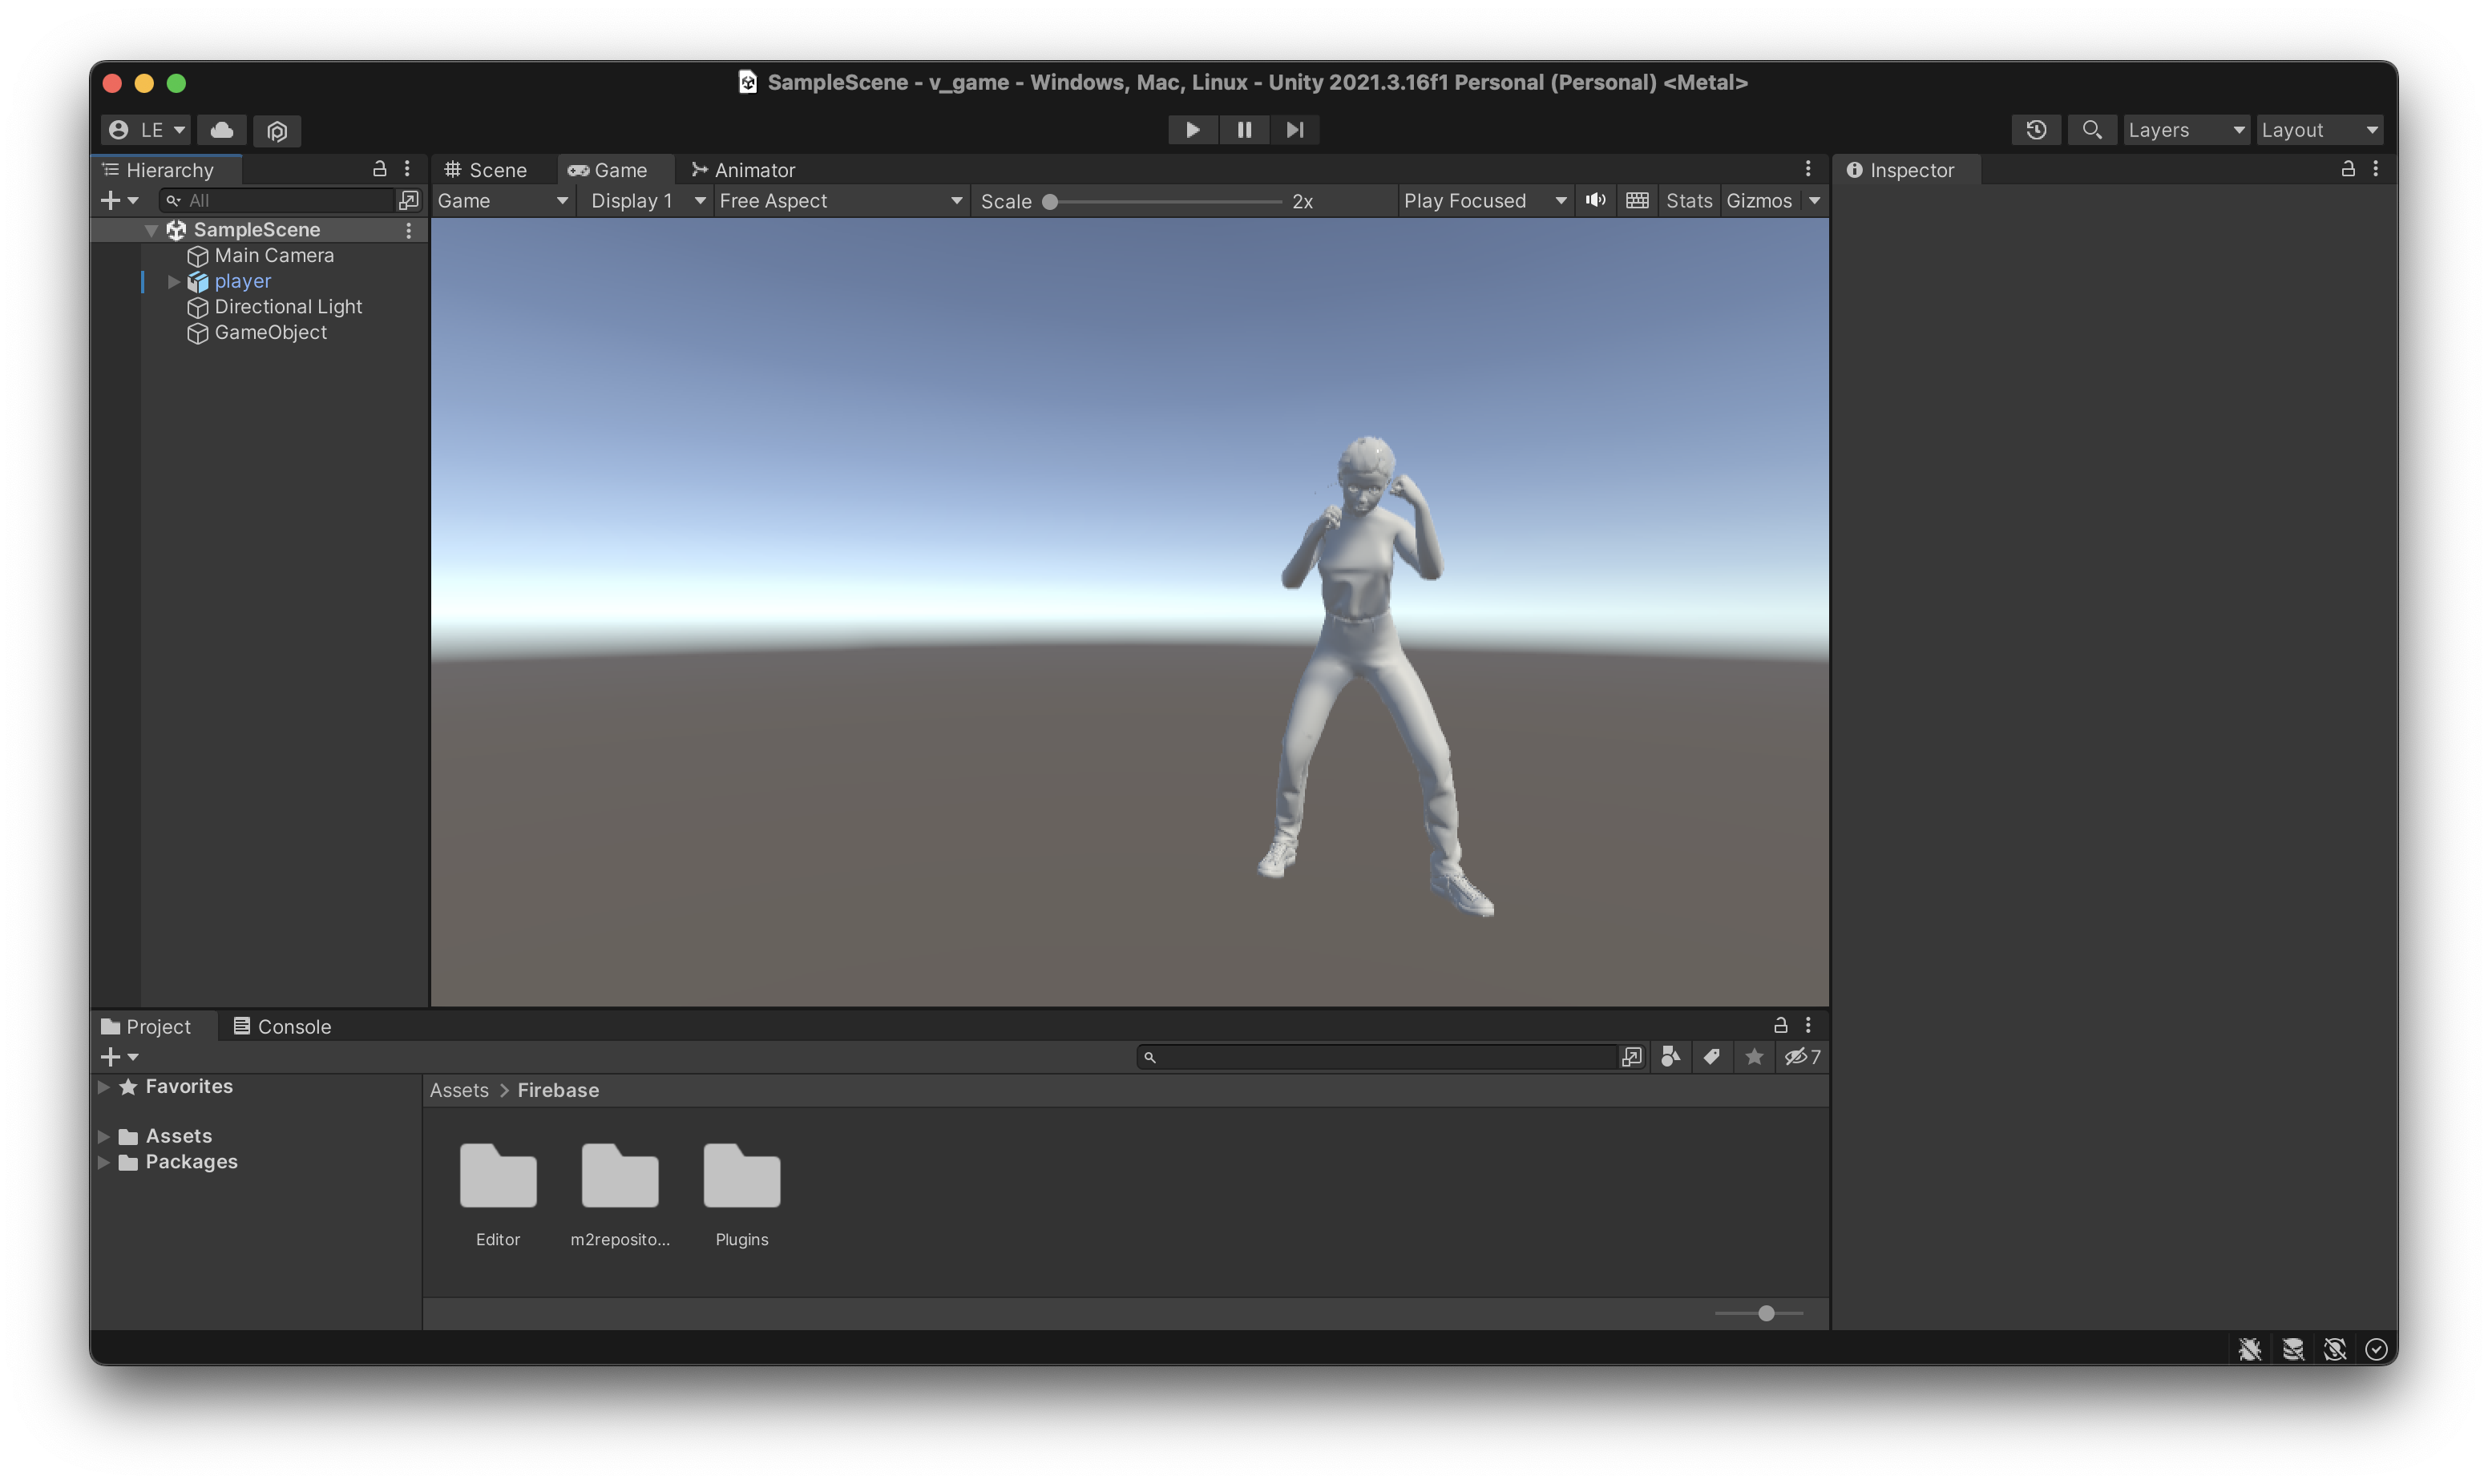 SampleScene - v_game - Windows, Mac, Linux - Unity 2021.3.16f1 Personal (Personal) <Metal>
LE
Layers
Layout
Hierarchy
Scene
Game
Animator
Inspector
All
Game
Display 1
Free Aspect
Scale
2x
Play Focused
Stats
Gizmos
SampleScene
Main Camera
player
Directional Light
GameObject
Project
Console
7
Favorites
Assets
Packages
Assets > Firebase
Editor
m2reposito...
Plugins